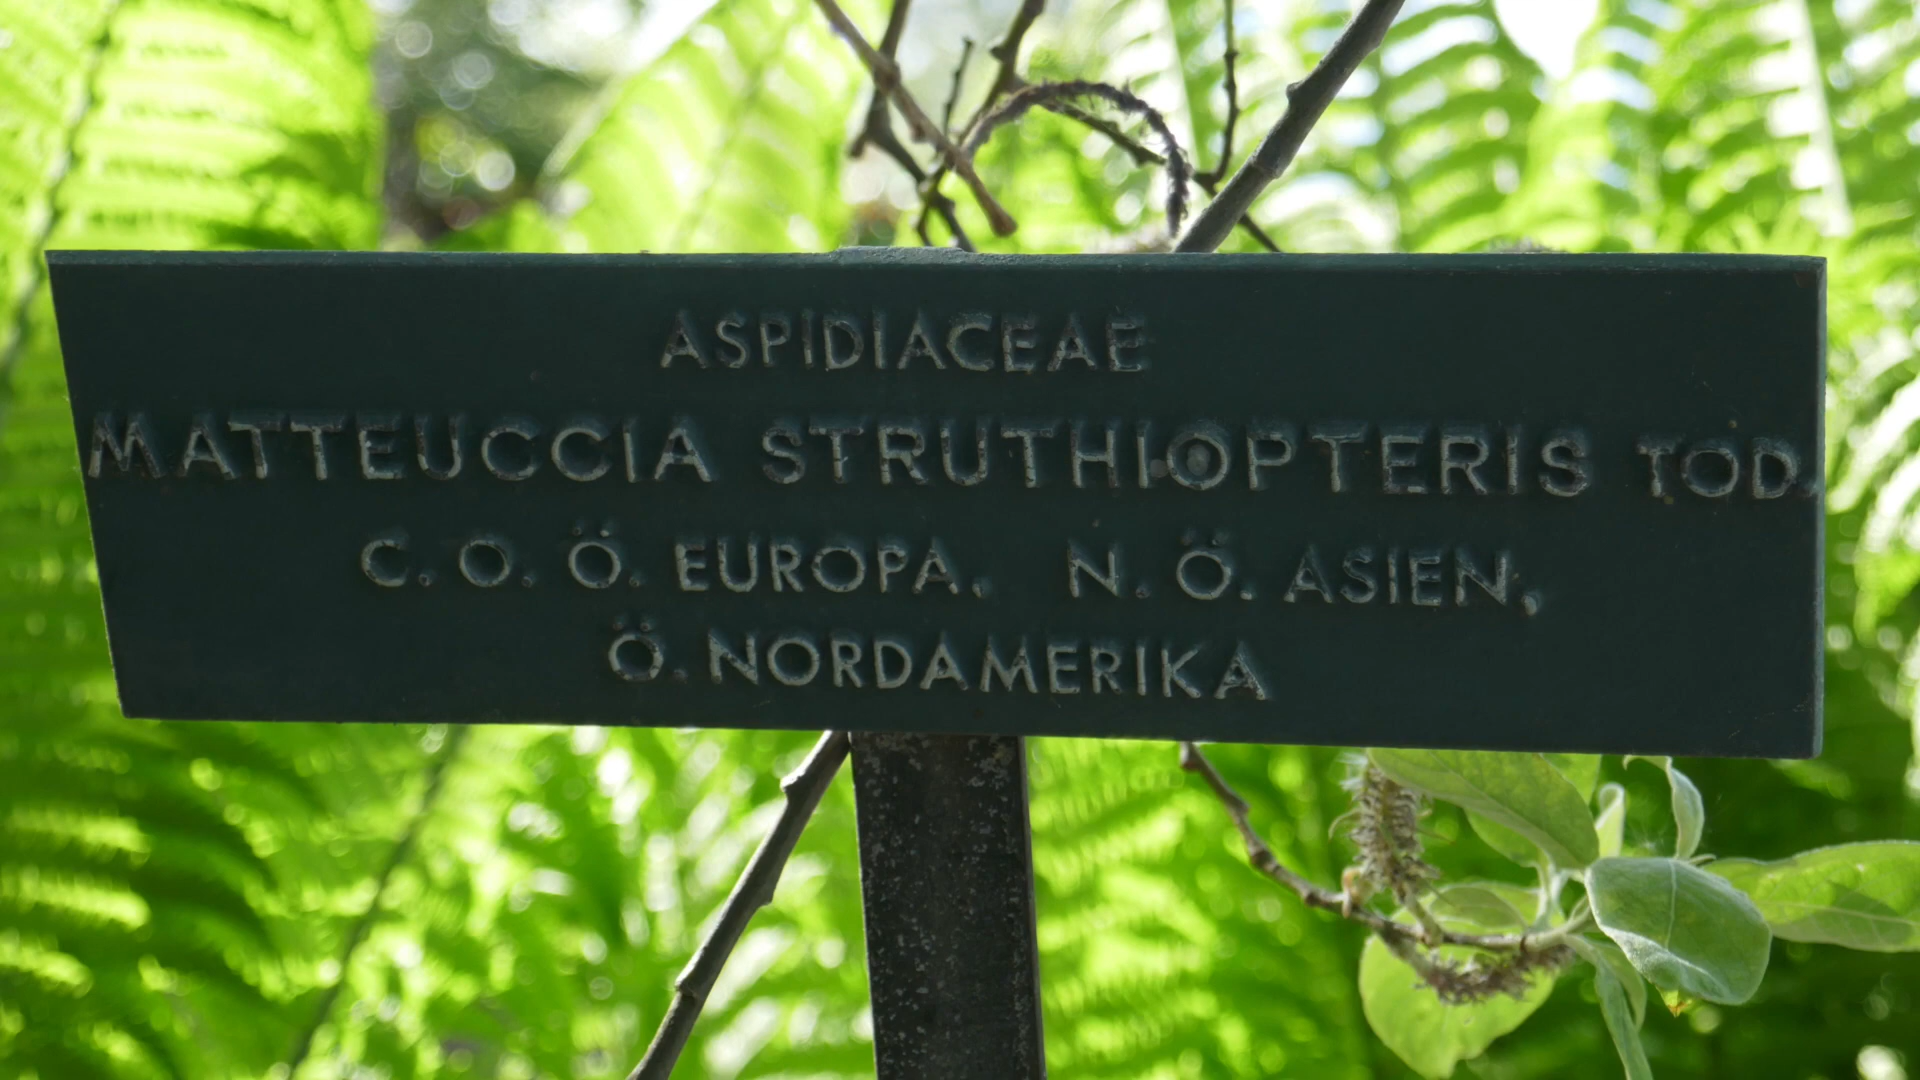 ASPIDIACEAE
MATTEUCCIA STRUTHIOPTERIS TOD.
C. O. Ö. EUROPA. N. Ö. ASIEN,
Ö. NORDAMERIKA